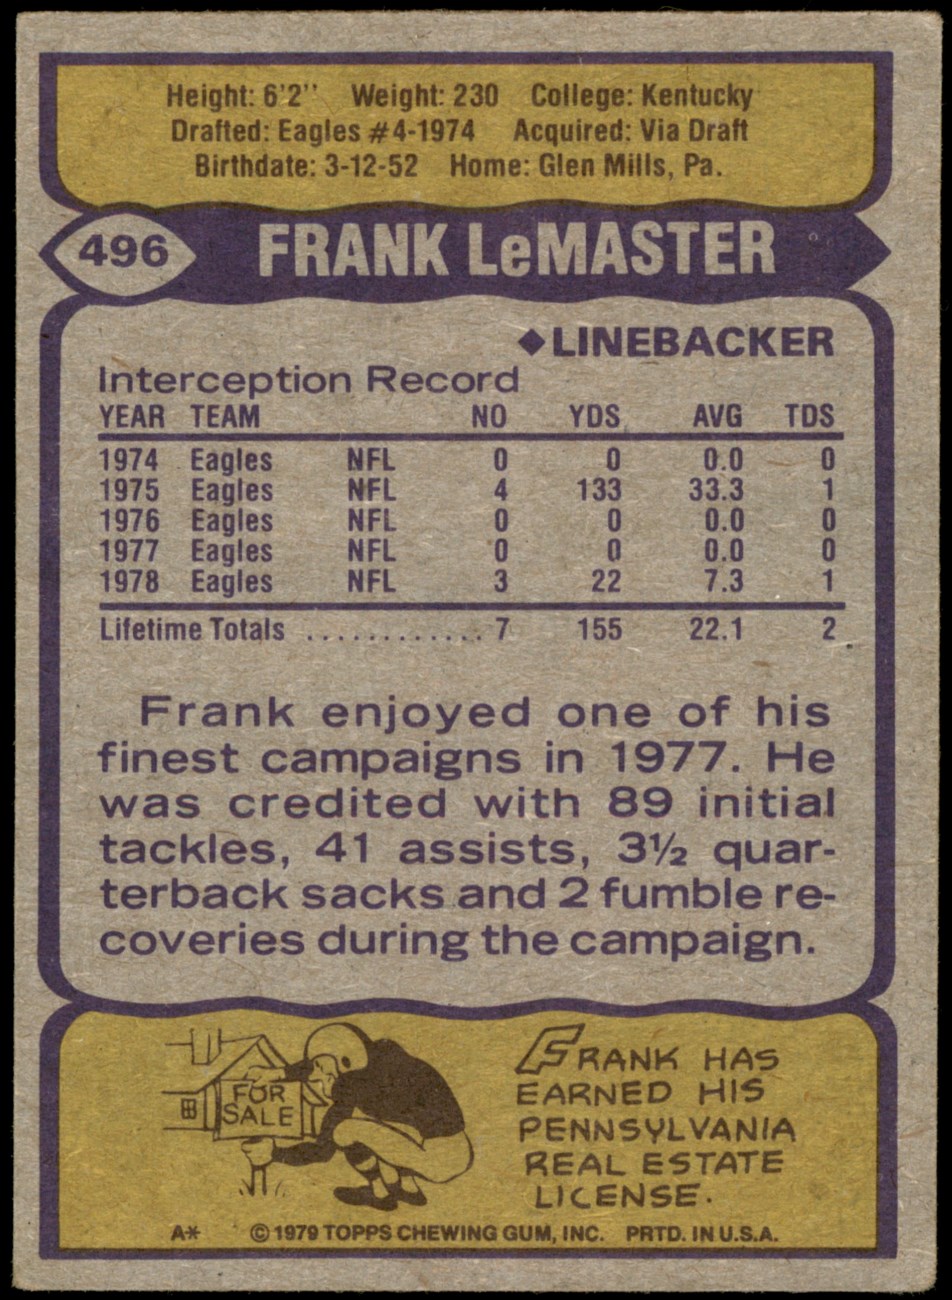 Height: 6'2'' Weight: 230 College: Kentucky
Drafted: Eagles #4-1974 Acquired: Via Draft
Birthdate: 3-12-52 Home: Glen Mills, Pa.
496 FRANK LeMASTER
◆LINEBACKER
Interception Record
YEAR TEAM NO YDS AVG TDS
1974 Eagles NFL 0 0 0.0 0
1975 Eagles NFL 4 133 33.3 1
1976 Eagles NFL 0 0 0.0 0
1977 Eagles NFL 0 0 0.0 0
1978 Eagles NFL 3 22 7.3 1
Lifetime Totals ............ 7 155 22.1 2
Frank enjoyed one of his
finest campaigns in 1977. He
was credited with 89 initial
tackles, 41 assists, 3½ quar-
terback sacks and 2 fumble re-
coveries during the campaign.
FOR
SALE
FRANK HAS
EARNED HIS
PENNSYLVANIA
REAL ESTATE
LICENSE.
A* © 1979 TOPPS CHEWING GUM, INC. PRTD. IN U.S.A.